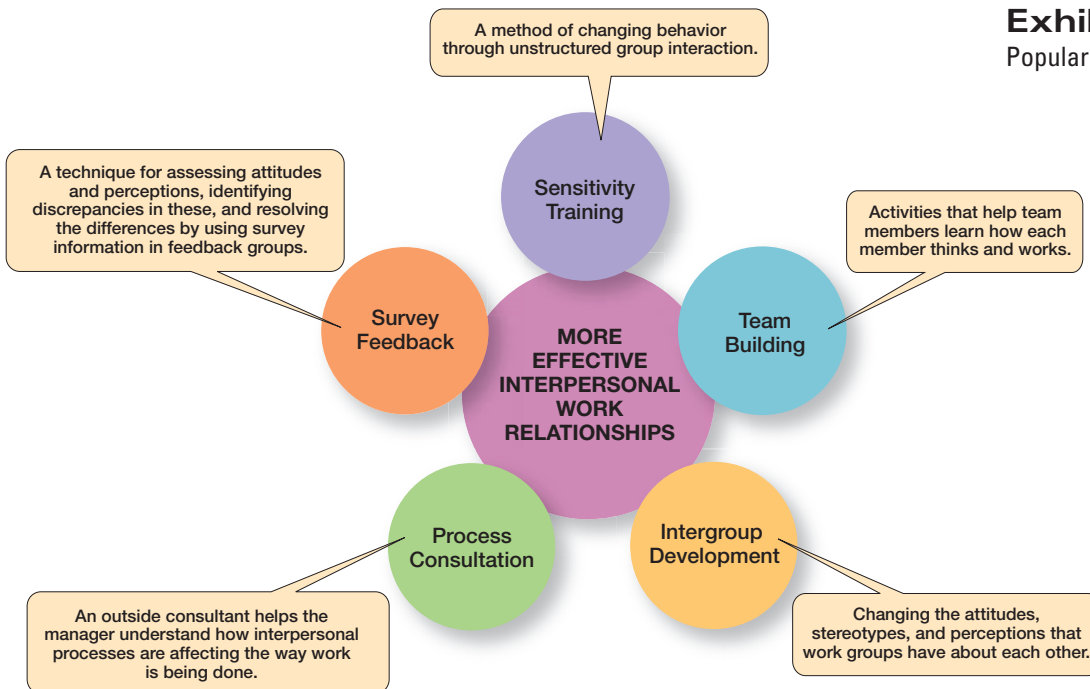 Popular
A method of changing behavior
through unstructured group interaction.
Sensitivity
Training
A technique for assessing attitudes
and perceptions, identifying
discrepancies in these, and resolving
the differences by using survey
information in feedback groups.
Activities that help team
members learn how each
member thinks and works.
Survey
Feedback
Team
Building
MORE
EFFECTIVE
INTERPERSONAL
WORK
RELATIONSHIPS
Process
Consultation
Intergroup
Development
An outside consultant helps the
manager understand how interpersonal
processes are affecting the way work
is being done.
Changing the attitudes,
stereotypes, and perceptions that
work groups have about each other.